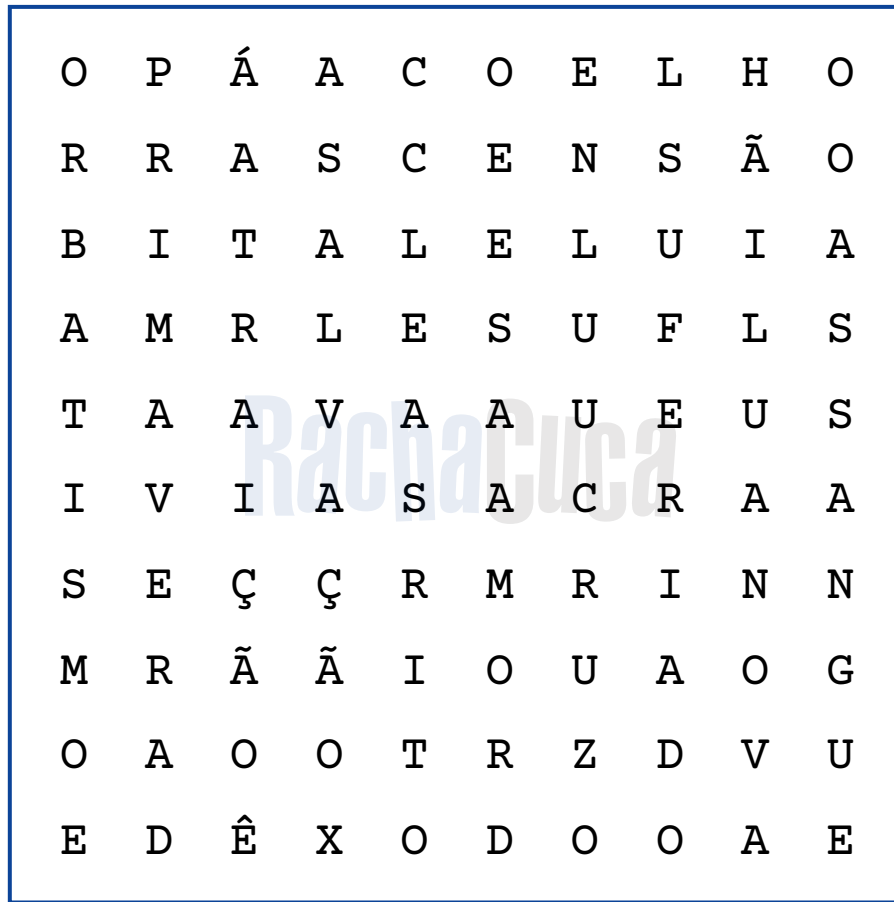 O P Á A C O E L H O
R R A S C E N S Ã O
B I T A L E L U I A
A M R L E S U F L S
T A A V A A U E U S
I V I A S A C R A A
S E Ç Ç R M R I N N
M R Ã Ã I O U A O G
O A O O T R Z D V U
E D Ê X O D O O A E
RachaCuca